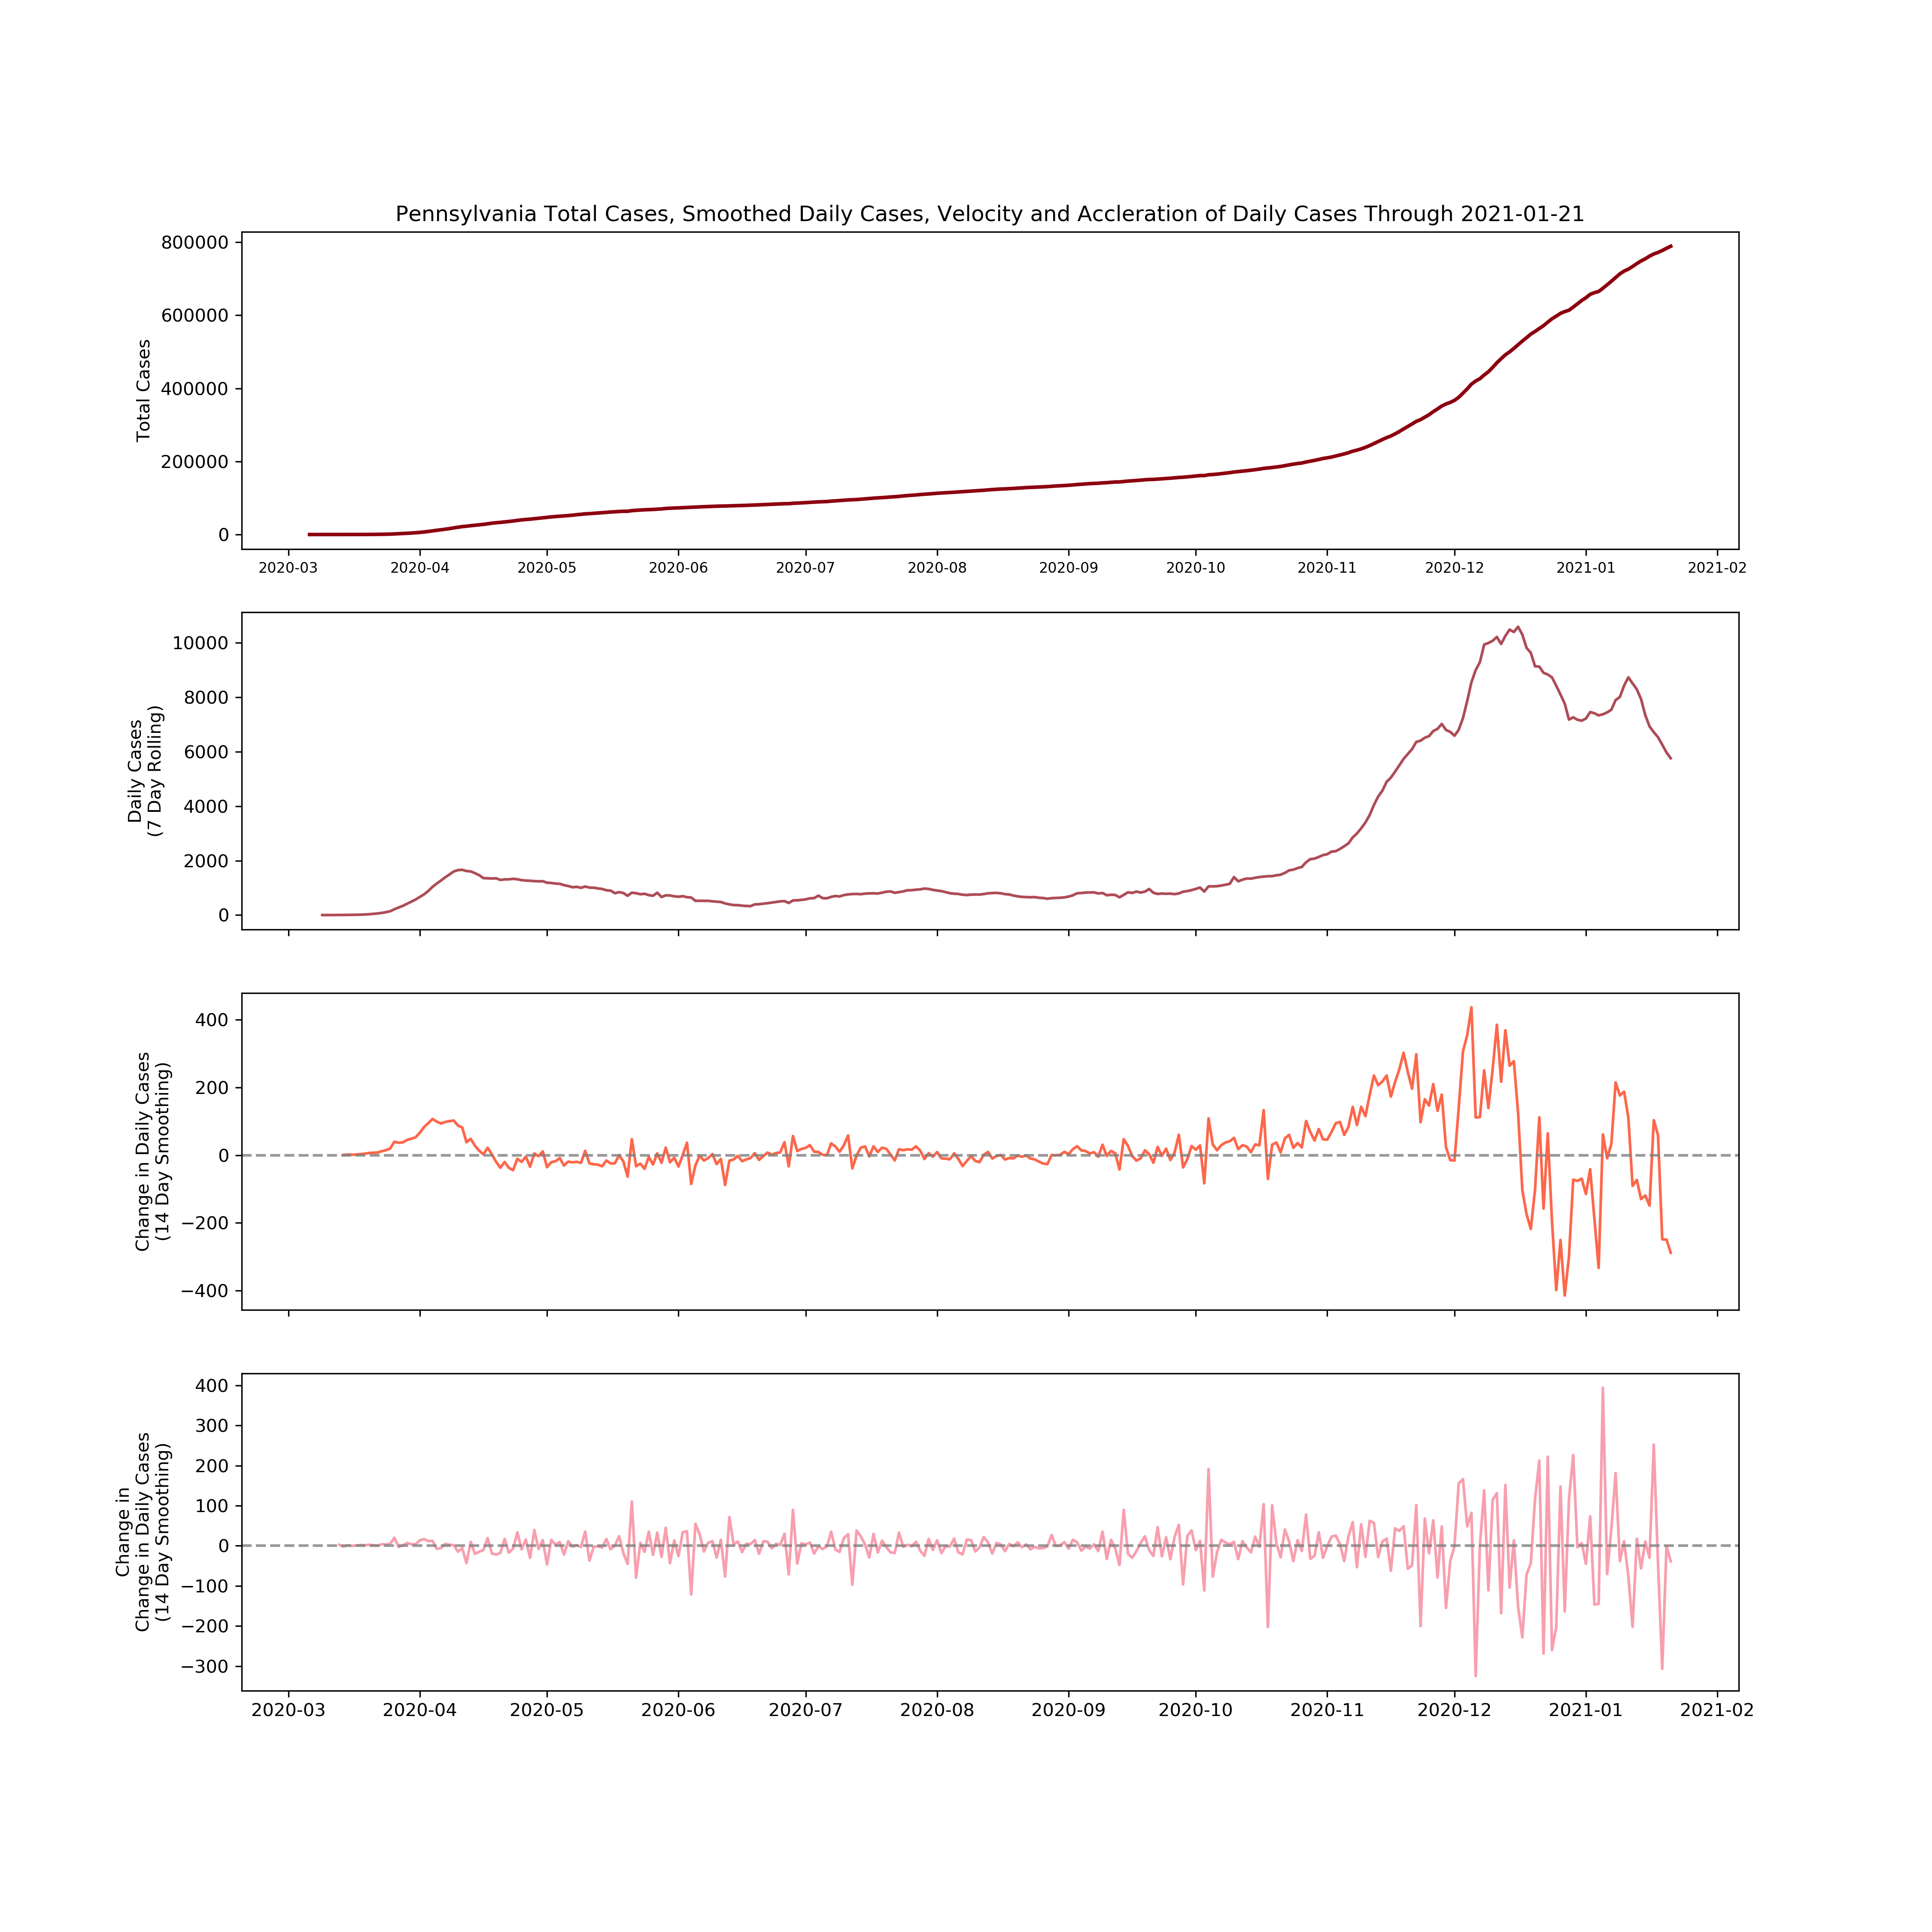 Pennsylvania Total Cases, Smoothed Daily Cases, Velocity and Accleration of Daily Cases Through 2021-01-21
Total Cases
800000
600000
400000
200000
0
2020-03 2020-04 2020-05 2020-06 2020-07 2020-08 2020-09 2020-10 2020-11 2020-12 2021-01 2021-02
Daily Cases
(7 Day Rolling)
10000
8000
6000
4000
2000
0
Change in Daily Cases
(14 Day Smoothing)
400
200
0
−200
−400
Change in
Change in Daily Cases
(14 Day Smoothing)
400
300
200
100
0
−100
−200
−300
2020-03 2020-04 2020-05 2020-06 2020-07 2020-08 2020-09 2020-10 2020-11 2020-12 2021-01 2021-02